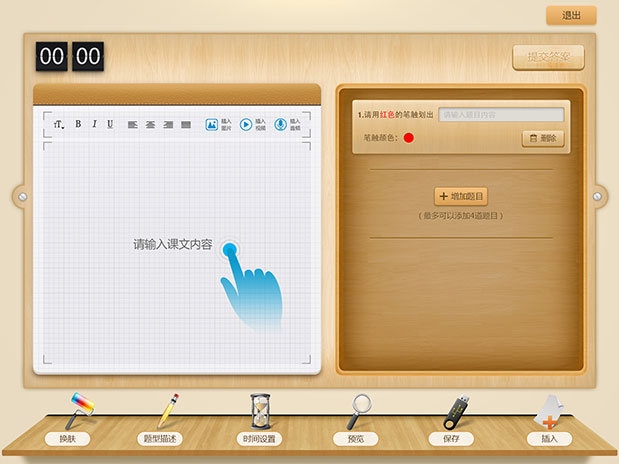 退出
00 00
提交答案
T B I U 插入图片 插入视频 插入音频
1.请用红色的笔触划出 请输入题目内容
笔触颜色： 删除
增加题目
（最多可以添加4道题目）
请输入课文内容
换肤 题型描述 时间设置 预览 保存 插入